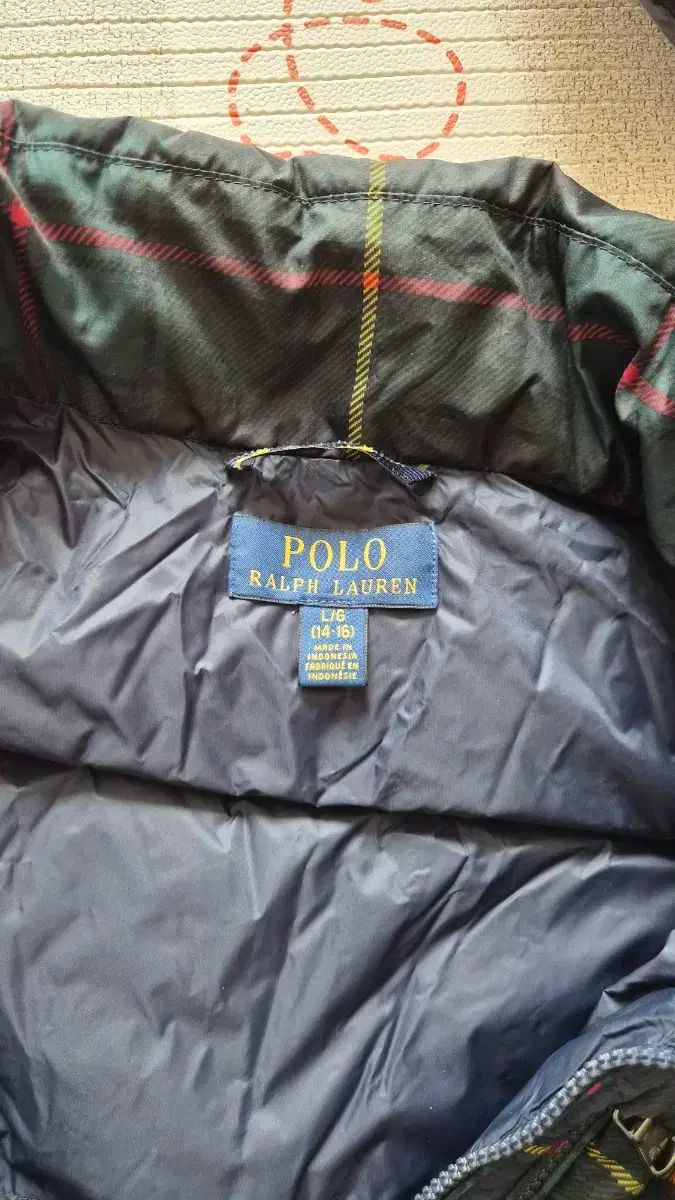 POLO
RALPH LAUREN
L/G
(14-16)
MADE IN
INDONESIA
FABRIQUÉ EN
INDONÉSIE